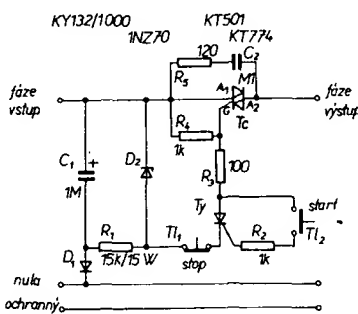 KY132/1000 KT501
1NZ70 KT774
120 C2
M1
R5
fáze vstup
A1
A2
G
Tc
fáze výstup
R4
1k
C1
+
1M
D2
R3
100
Ty
start
R1
Tl1
R2
Tl2
D1
15k/15 W
stop
1k
nula
ochranný